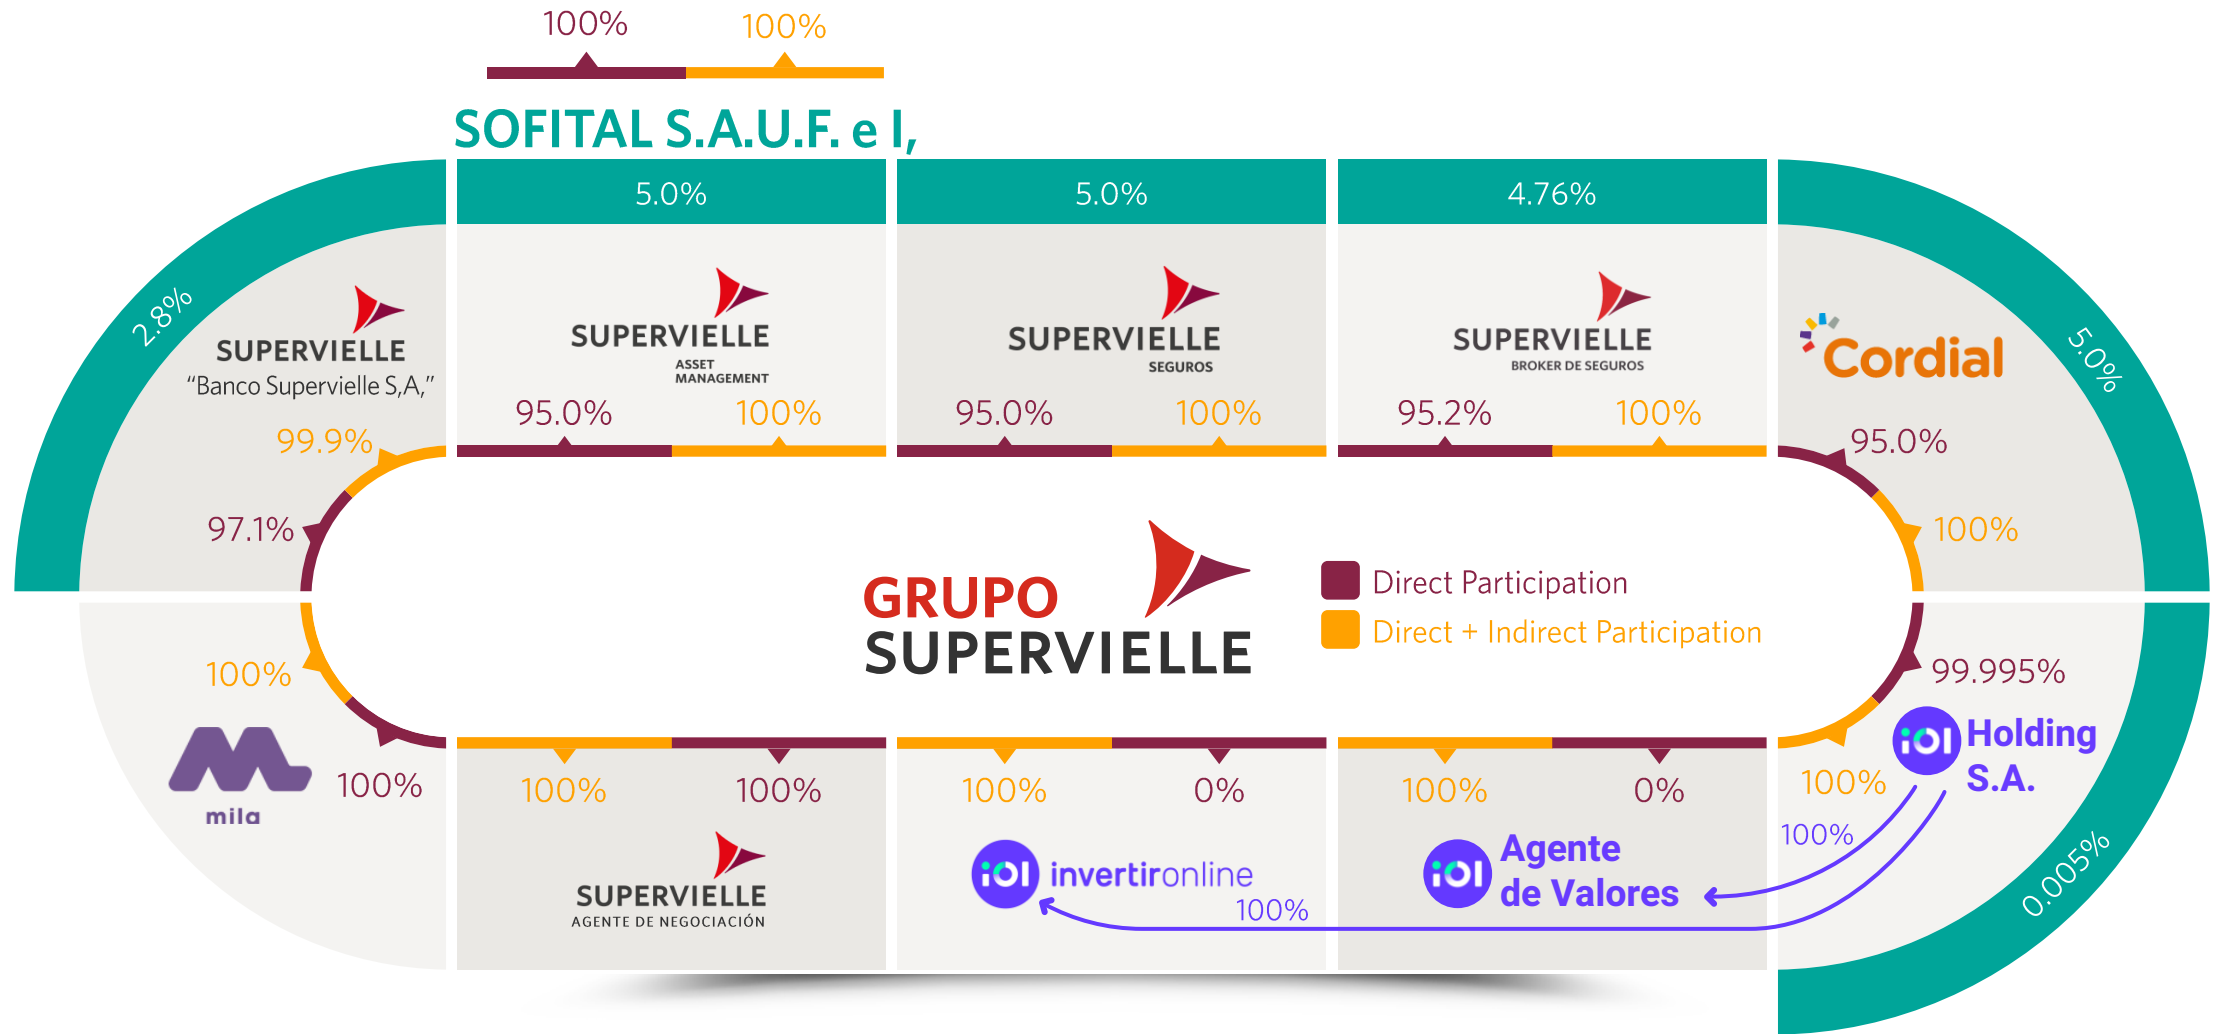 100%
100%
SOFITAL S.A.U.F. e I,
2.8%
5.0%
5.0%
4.76%
5.0%
SUPERVIELLE
"Banco Supervielle S,A,"
99.9%
97.1%
SUPERVIELLE
ASSET
MANAGEMENT
95.0%
100%
SUPERVIELLE
SEGUROS
95.0%
100%
SUPERVIELLE
BROKER DE SEGUROS
95.2%
100%
Cordial
95.0%
100%
GRUPO
SUPERVIELLE
Direct Participation
Direct + Indirect Participation
100%
mila
100%
100%
100%
SUPERVIELLE
AGENTE DE NEGOCIACIÓN
100%
0%
iol invertironline
100%
100%
0%
iol Agente
de Valores
100%
99.995%
100%
iol Holding
S.A.
0.005%